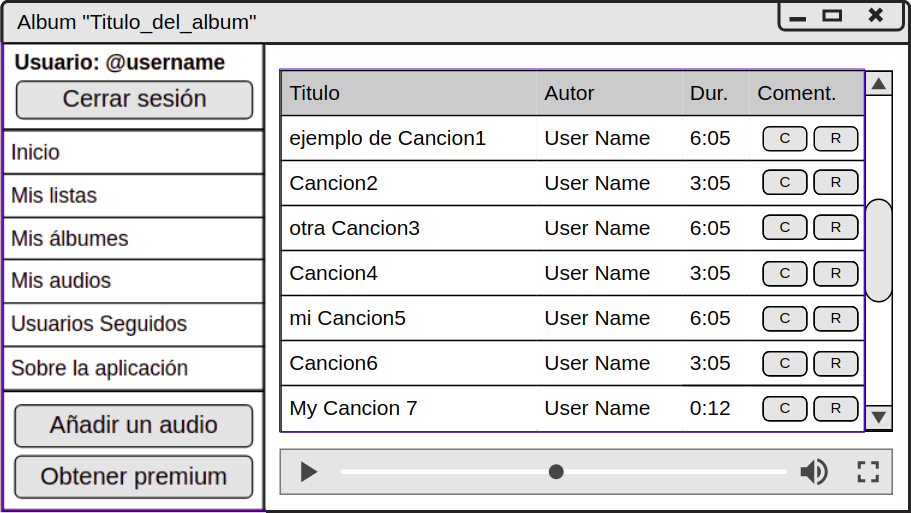 Album "Titulo_del_album"
Usuario: @username
Cerrar sesión
Inicio
Mis listas
Mis álbumes
Mis audios
Usuarios Seguidos
Sobre la aplicación
Añadir un audio
Obtener premium
Titulo Autor Dur. Coment.
ejemplo de Cancion1 User Name 6:05 C R
Cancion2 User Name 3:05 C R
otra Cancion3 User Name 6:05 C R
Cancion4 User Name 3:05 C R
mi Cancion5 User Name 6:05 C R
Cancion6 User Name 3:05 C R
My Cancion 7 User Name 0:12 C R